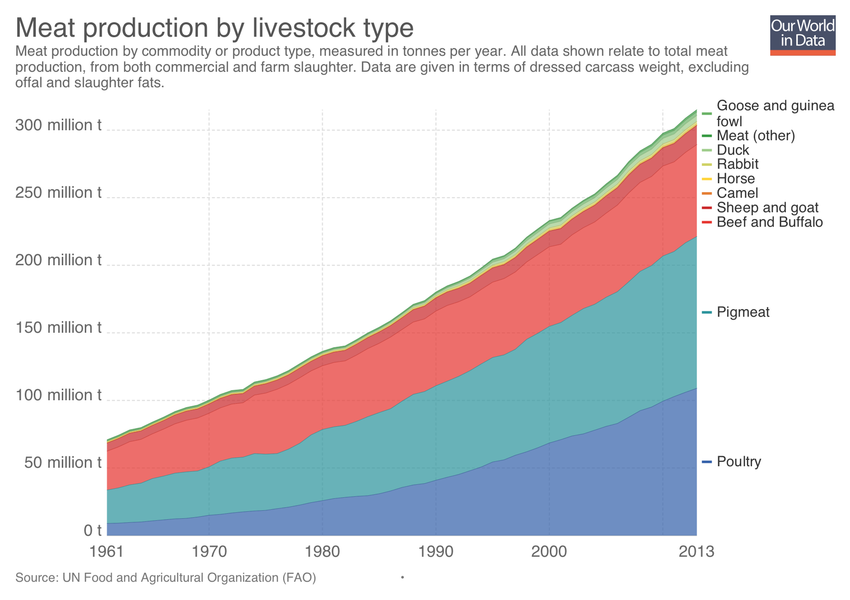 Meat production by livestock type
Our World
in Data
Meat production by commodity or product type, measured in tonnes per year. All data shown relate to total meat
production, from both commercial and farm slaughter. Data are given in terms of dressed carcass weight, excluding
offal and slaughter fats.
300 million t
250 million t
200 million t
150 million t
100 million t
50 million t
0 t
Goose and guinea
fowl
Meat (other)
Duck
Rabbit
Horse
Camel
Sheep and goat
Beef and Buffalo
Pigmeat
Poultry
1961
1970
1980
1990
2000
2013
Source: UN Food and Agricultural Organization (FAO)